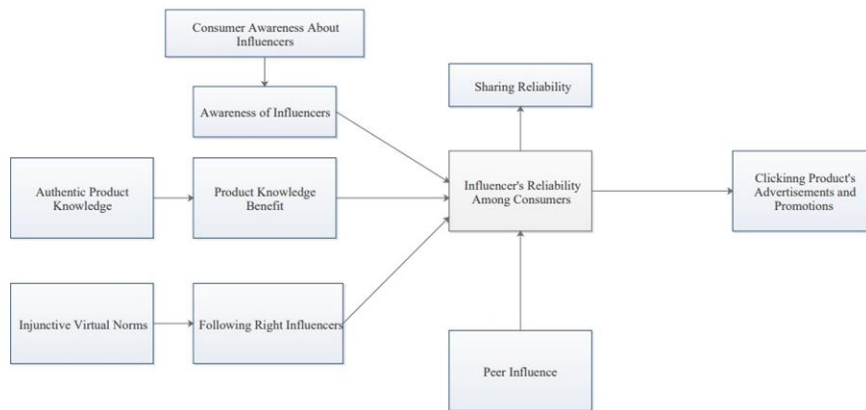 Consumer Awareness About
Influencers
Sharing Reliability
Awareness of Influencers
Authentic Product
Knowledge
Product Knowledge
Benefit
Influencer's Reliability
Among Consumers
Clickinng Product's
Advertisements and
Promotions
Injunctive Virtual Norms
Following Right Influencers
Peer Influence